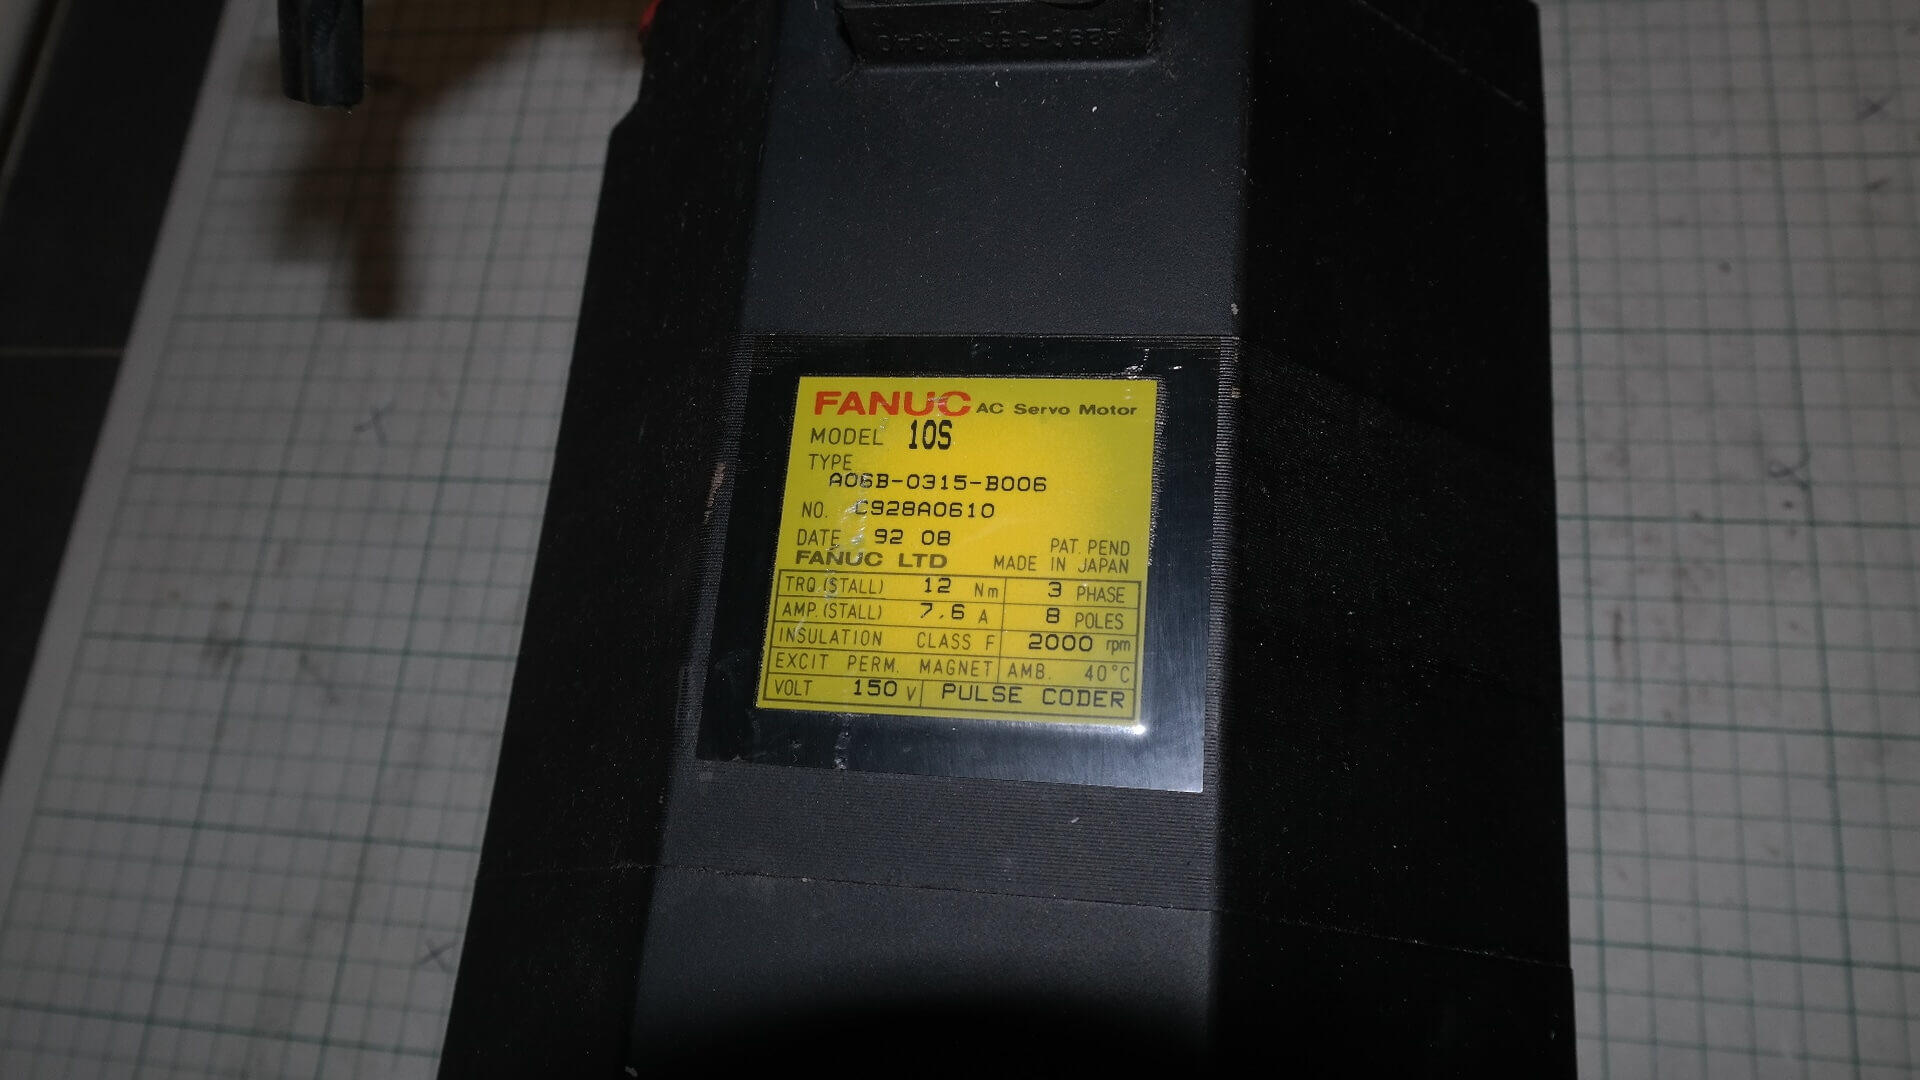 FANUC AC Servo Motor
MODEL 10S
TYPE
A06B-0315-B006
NO. C928A0610
DATE 92 08
PAT. PEND
FANUC LTD MADE IN JAPAN
TRQ.(STALL) 12 Nm 3 PHASE
AMP.(STALL) 7.6 A 8 POLES
INSULATION CLASS F 2000 rpm
EXCIT PERM. MAGNET AMB. 40°C
VOLT 150 V PULSE CODER